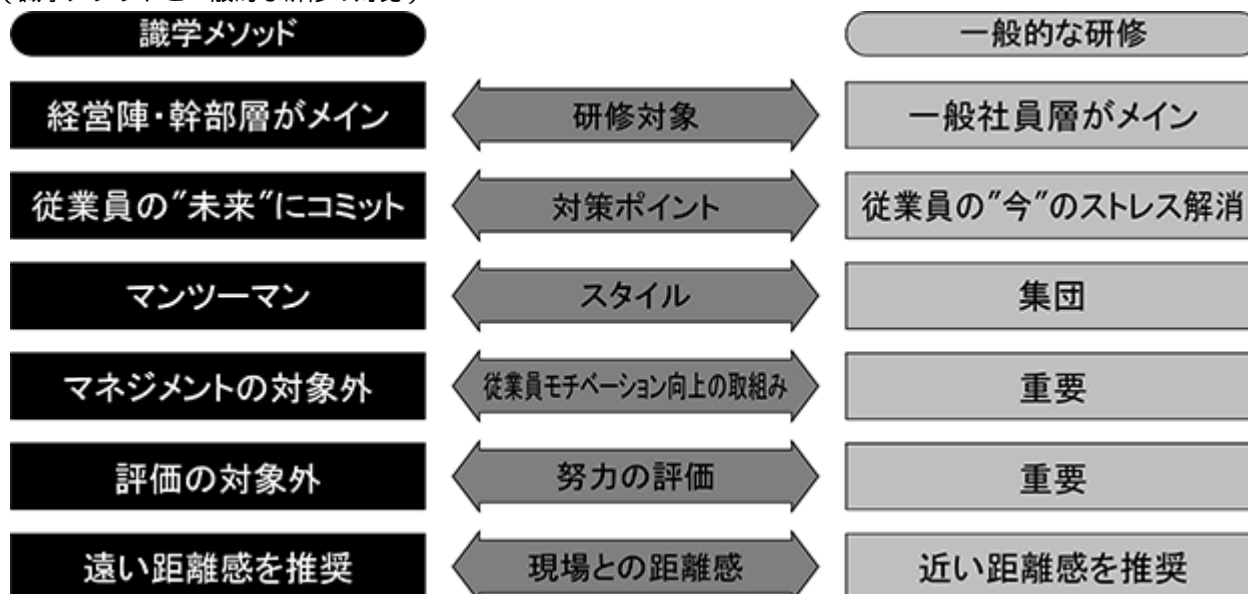 識学メソッド 一般的な研修
経営陣・幹部層がメイン 研修対象 一般社員層がメイン
従業員の"未来"にコミット 対策ポイント 従業員の"今"のストレス解消
マンツーマン スタイル 集団
マネジメントの対象外 従業員モチベーション向上の取組み 重要
評価の対象外 努力の評価 重要
遠い距離感を推奨 現場との距離感 近い距離感を推奨